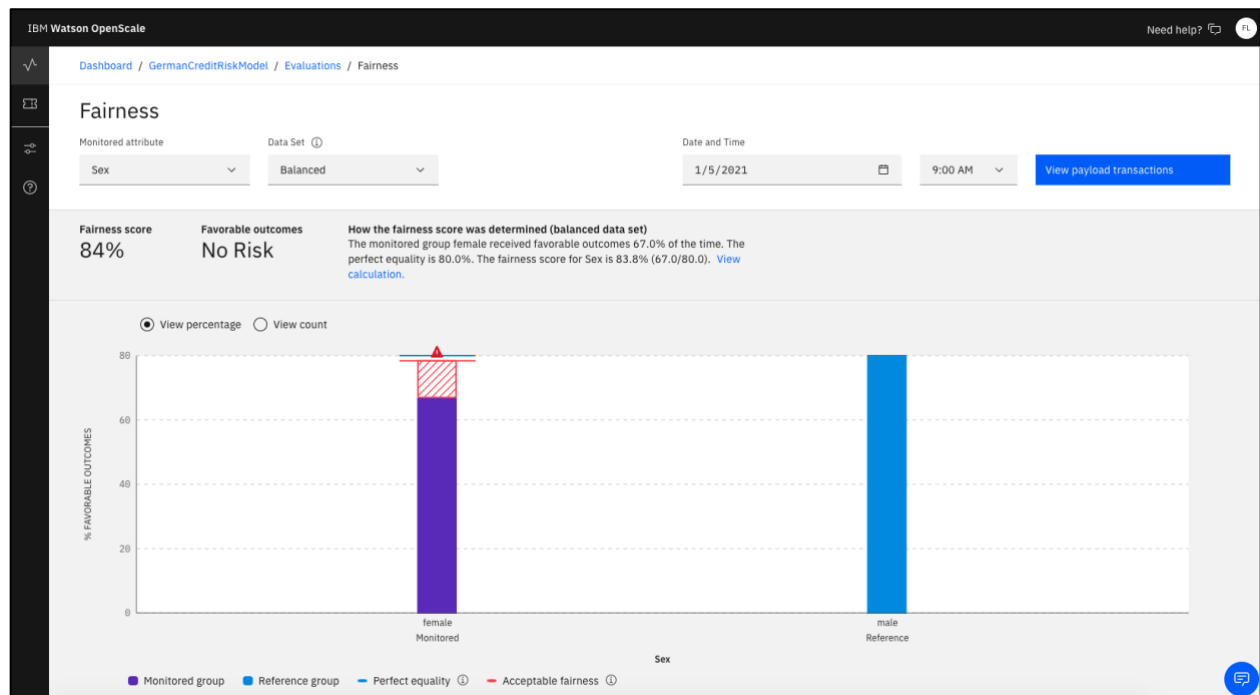 IBM Watson OpenScale
Need help?
FL
Dashboard / GermanCreditRiskModel / Evaluations / Fairness
Fairness
Monitored attribute
Data Set
Date and Time
Sex
Balanced
1/5/2021
9:00 AM
View payload transactions
Fairness score
84%
Favorable outcomes
No Risk
How the fairness score was determined (balanced data set)
The monitored group female received favorable outcomes 67.0% of the time. The
perfect equality is 80.0%. The fairness score for Sex is 83.8% (67.0/80.0). View
calculation.
View percentage
View count
% FAVORABLE OUTCOMES
80
60
40
20
0
female
Monitored
male
Reference
Sex
Monitored group
Reference group
Perfect equality
Acceptable fairness